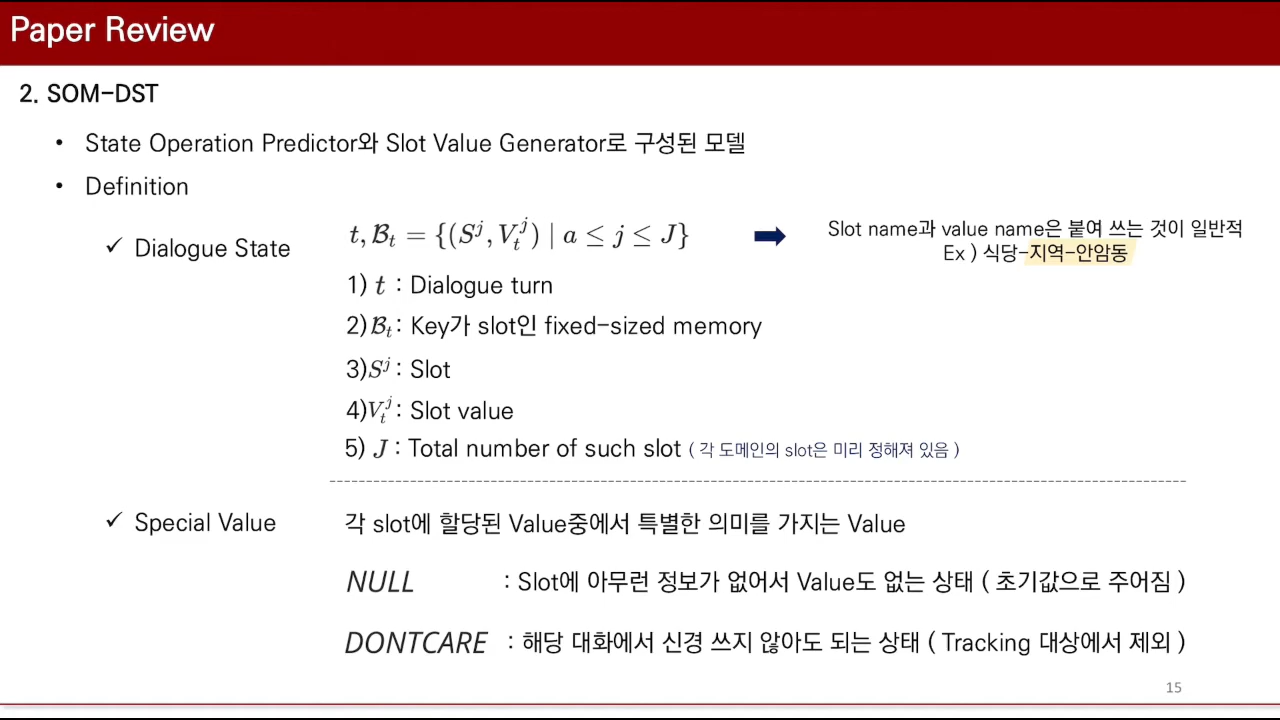 Paper Review
2. SOM-DST
• State Operation Predictor와 Slot Value Generator로 구성된 모델
• Definition
✓ Dialogue State
$t, \mathcal{B}_t = \{(S^j, V_t^j) \mid a \leq j \leq J\}$
Slot name과 value name은 붙여 쓰는 것이 일반적
Ex ) 식당-지역-안암동
1) $t$ : Dialogue turn
2) $\mathcal{B}_t$ : Key가 slot인 fixed-sized memory
3) $S^j$ : Slot
4) $V_t^j$ : Slot value
5) $J$ : Total number of such slot ( 각 도메인의 slot은 미리 정해져 있음 )
✓ Special Value 각 slot에 할당된 Value중에서 특별한 의미를 가지는 Value
NULL : Slot에 아무런 정보가 없어서 Value도 없는 상태 ( 초기값으로 주어짐 )
DONTCARE : 해당 대화에서 신경 쓰지 않아도 되는 상태 ( Tracking 대상에서 제외 )
15